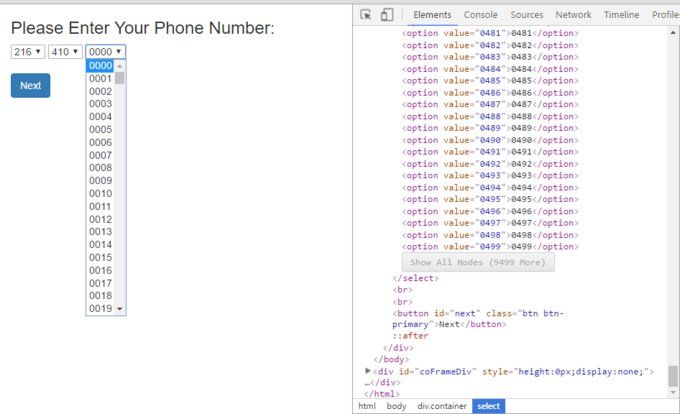 Please Enter Your Phone Number:
216 410 0000
0000
0001
0002
0003
0004
0005
0006
0007
0008
0009
0010
0011
0012
0013
0014
0015
0016
0017
0018
0019
Next
Elements Console Sources Network Timeline Profiles
<option value="0481">0481</option>
<option value="0482">0482</option>
<option value="0483">0483</option>
<option value="0484">0484</option>
<option value="0485">0485</option>
<option value="0486">0486</option>
<option value="0487">0487</option>
<option value="0488">0488</option>
<option value="0489">0489</option>
<option value="0490">0490</option>
<option value="0491">0491</option>
<option value="0492">0492</option>
<option value="0493">0493</option>
<option value="0494">0494</option>
<option value="0495">0495</option>
<option value="0496">0496</option>
<option value="0497">0497</option>
<option value="0498">0498</option>
<option value="0499">0499</option>
Show All Nodes (9499 More)
</select>
<br>
<br>
<button id="next" class="btn btn-
primary">Next</button>
::after
</div>
</body>
<div id="coFrameDiv" style="height:0px;display:none;">
…</div>
</html>
html body div.container select